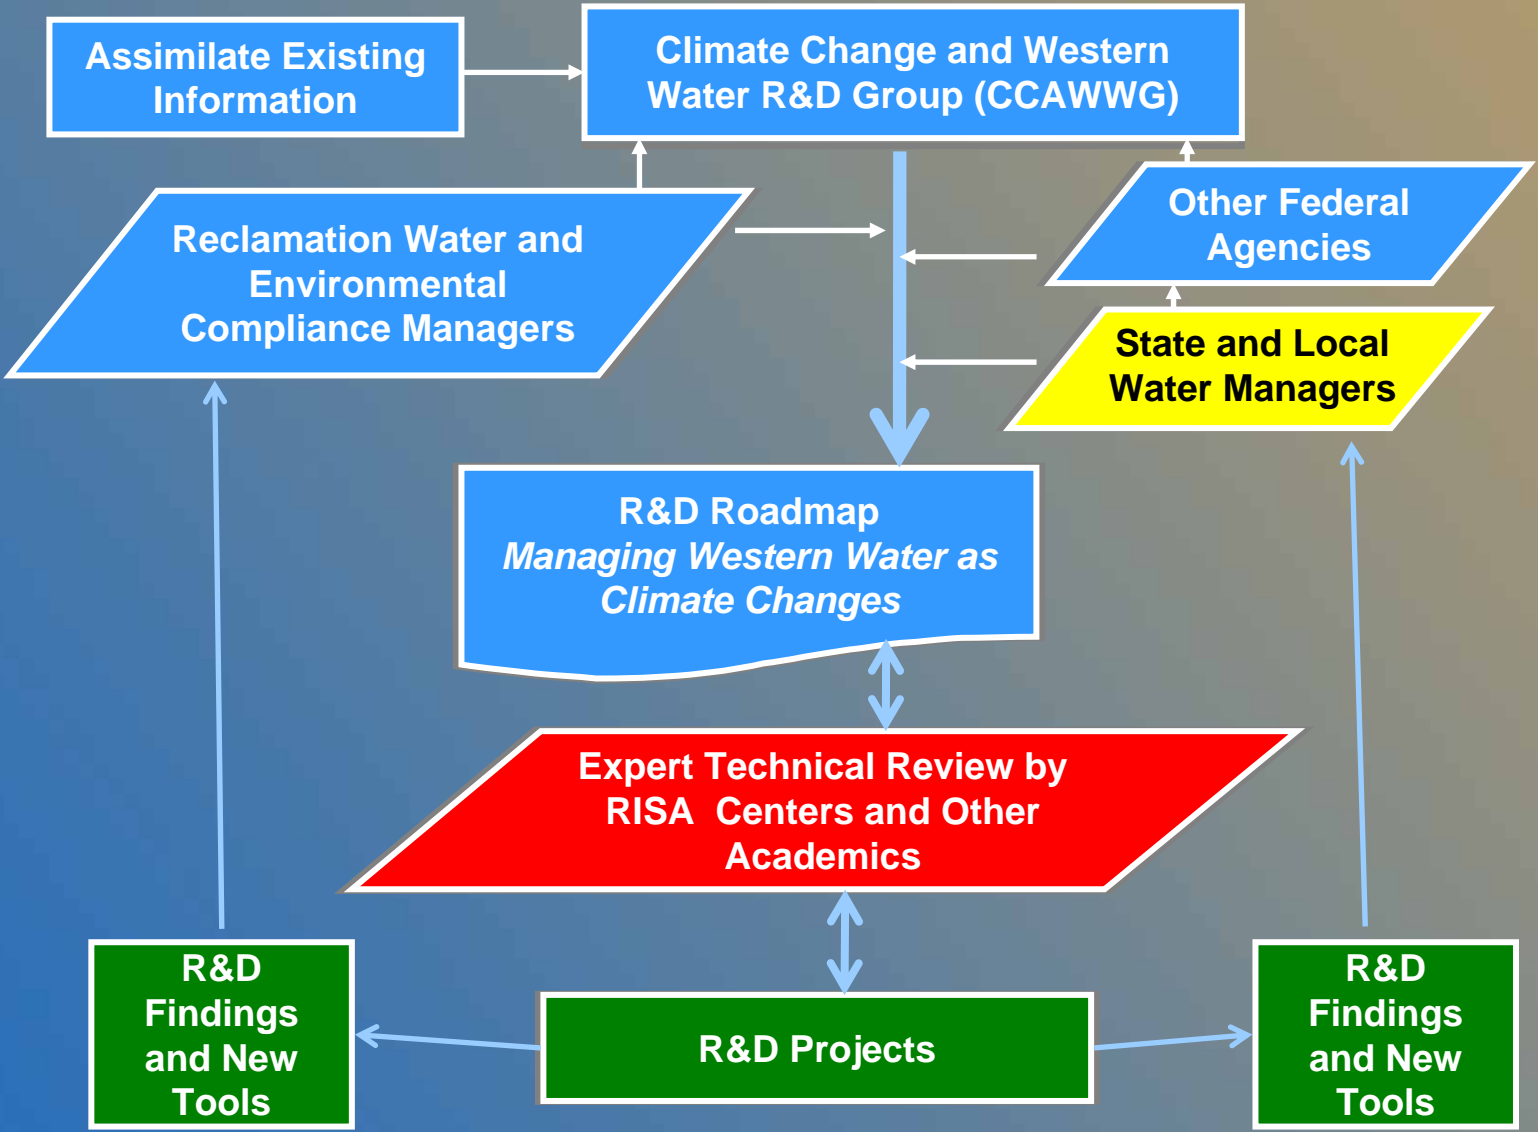 Assimilate Existing
Information
Climate Change and Western
Water R&D Group (CCAWWG)
Reclamation Water and
Environmental
Compliance Managers
Other Federal
Agencies
State and Local
Water Managers
R&D Roadmap
Managing Western Water as
Climate Changes
Expert Technical Review by
RISA Centers and Other
Academics
R&D
Findings
and New
Tools
R&D Projects
R&D
Findings
and New
Tools